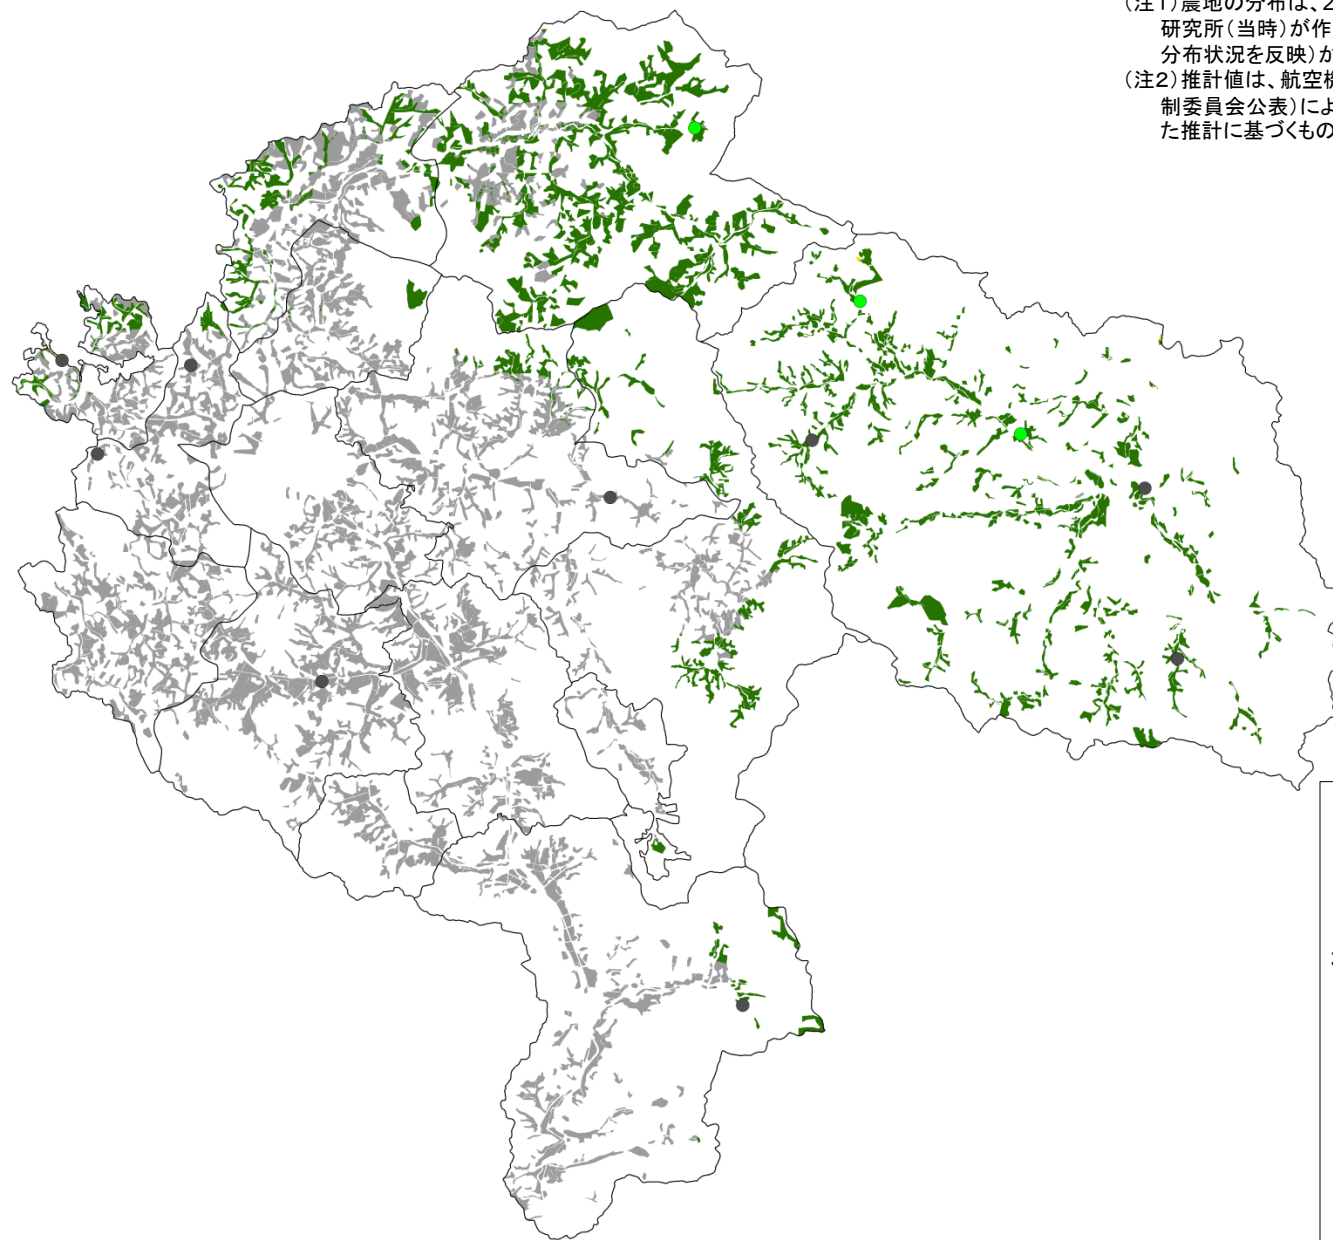 (注1)農地の分布は、2
研究所(当時)が作
分布状況を反映)か
(注2)推計値は、航空機
制委員会公表)によ
た推計に基づくもの